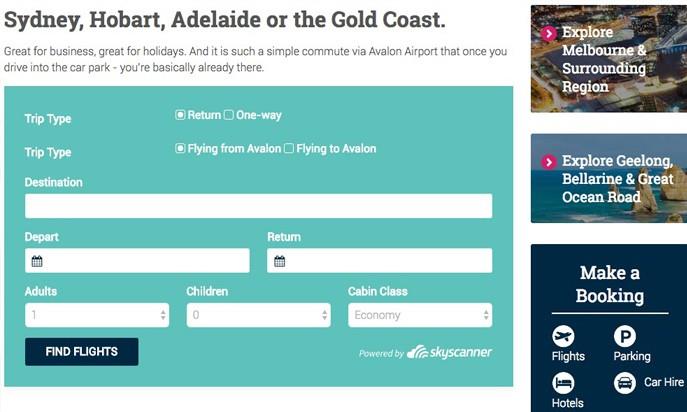 Sydney, Hobart, Adelaide or the Gold Coast.
Great for business, great for holidays. And it is such a simple commute via Avalon Airport that once you
drive into the car park - you're basically already there.
Trip Type
Return One-way
Trip Type
Flying from Avalon Flying to Avalon
Destination
Depart
Return
Adults
Children
Cabin Class
1
0
Economy
FIND FLIGHTS
Powered by skyscanner
Explore
Melbourne &
Surrounding
Region
Explore Geelong,
Bellarine & Great
Ocean Road
Make a
Booking
Flights
P
Parking
Hotels
Car Hire